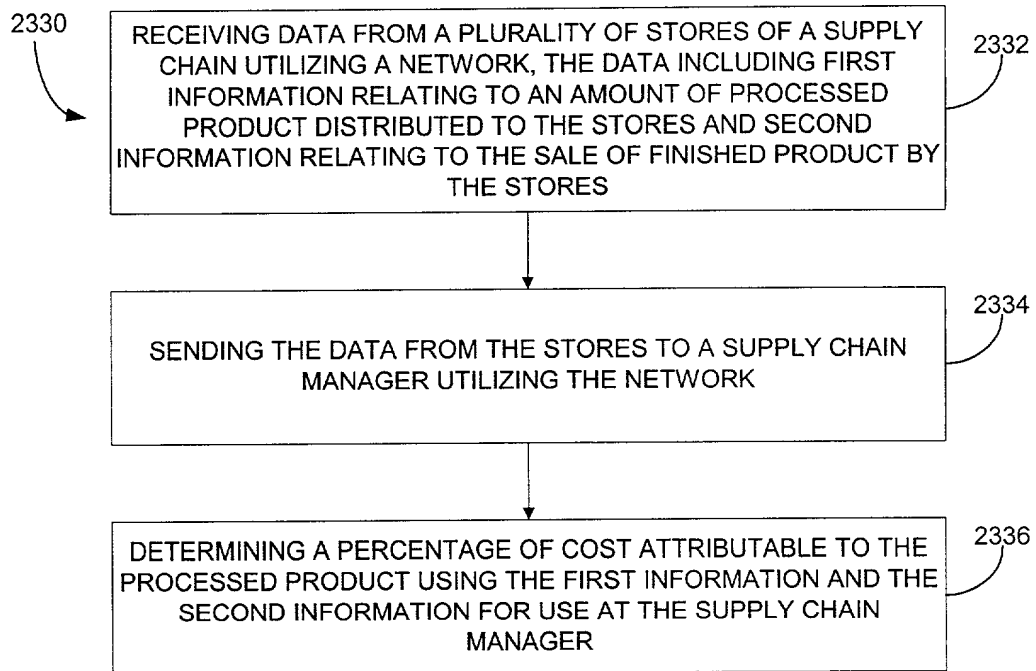 2330
RECEIVING DATA FROM A PLURALITY OF STORES OF A SUPPLY
CHAIN UTILIZING A NETWORK, THE DATA INCLUDING FIRST
INFORMATION RELATING TO AN AMOUNT OF PROCESSED
PRODUCT DISTRIBUTED TO THE STORES AND SECOND
INFORMATION RELATING TO THE SALE OF FINISHED PRODUCT BY
THE STORES
2332
SENDING THE DATA FROM THE STORES TO A SUPPLY CHAIN
MANAGER UTILIZING THE NETWORK
2334
DETERMINING A PERCENTAGE OF COST ATTRIBUTABLE TO THE
PROCESSED PRODUCT USING THE FIRST INFORMATION AND THE
SECOND INFORMATION FOR USE AT THE SUPPLY CHAIN
MANAGER
2336